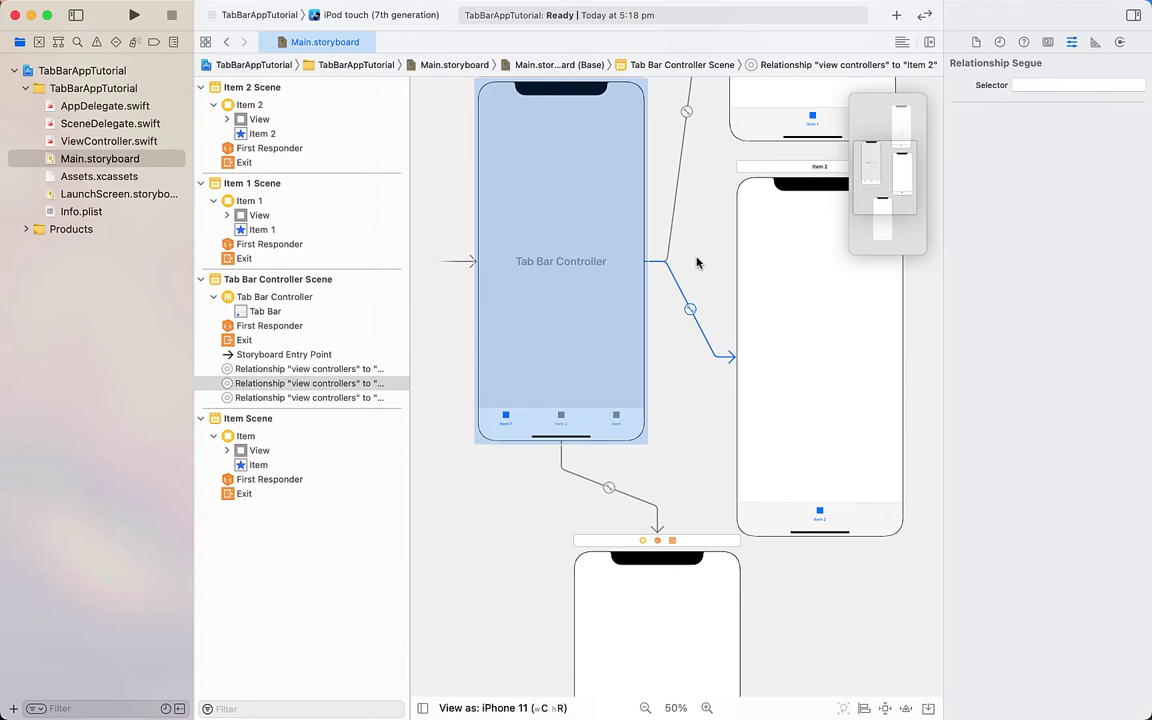 TabBarAppTutorial
iPod touch (7th generation)
TabBarAppTutorial: Ready | Today at 5:18 pm
Main.storyboard
TabBarAppTutorial
TabBarAppTutorial
Main.storyboard
Main.stor...ard (Base)
Tab Bar Controller Scene
Relationship "view controllers" to "Item 2"
TabBarAppTutorial
TabBarAppTutorial
AppDelegate.swift
SceneDelegate.swift
ViewController.swift
Main.storyboard
Assets.xcassets
LaunchScreen.storybo...
Info.plist
Products
Filter
Item 2 Scene
Item 2
View
Item 2
First Responder
Exit
Item 1 Scene
Item 1
View
Item 1
First Responder
Exit
Tab Bar Controller Scene
Tab Bar Controller
Tab Bar
First Responder
Exit
Storyboard Entry Point
Relationship "view controllers" to "...
Relationship "view controllers" to "...
Relationship "view controllers" to "...
Item Scene
Item
View
Item
First Responder
Exit
Filter
Tab Bar Controller
Item 1
Item 2
Item
Item 1
Item 2
Item 2
View as: iPhone 11 (wC hR)
50%
Relationship Segue
Selector